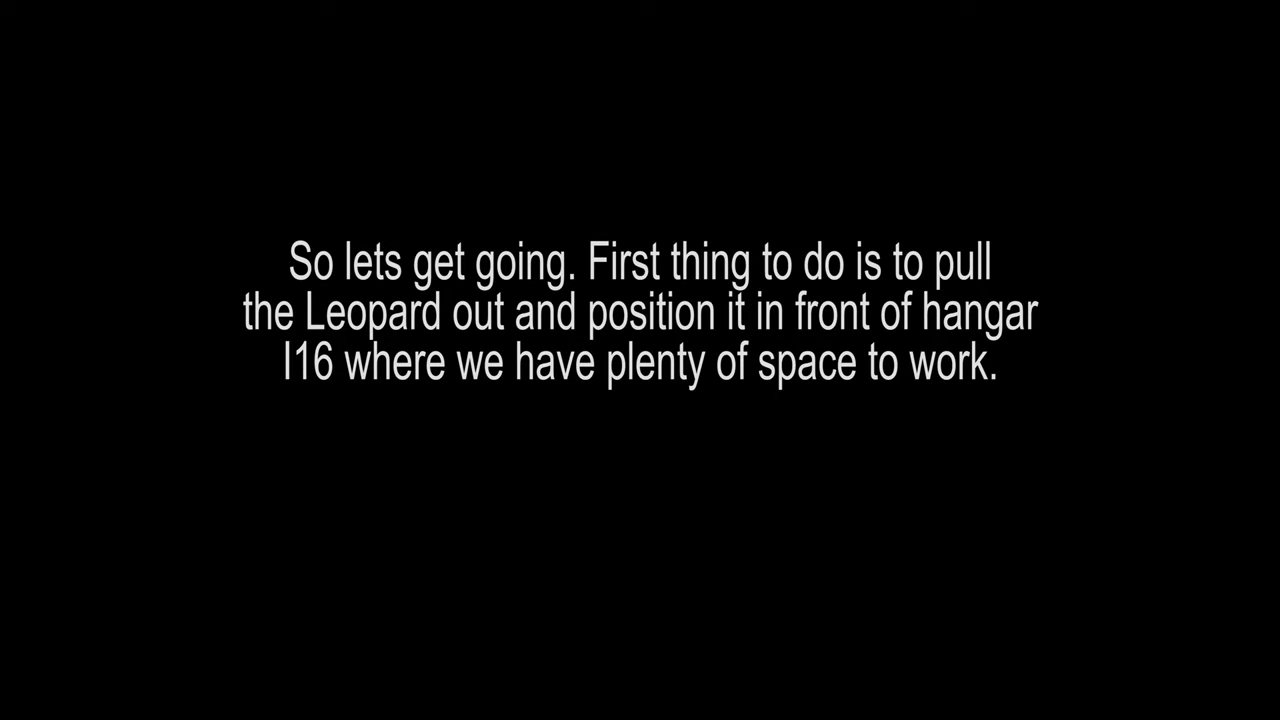 So lets get going. First thing to do is to pull
the Leopard out and position it in front of hangar
I16 where we have plenty of space to work.